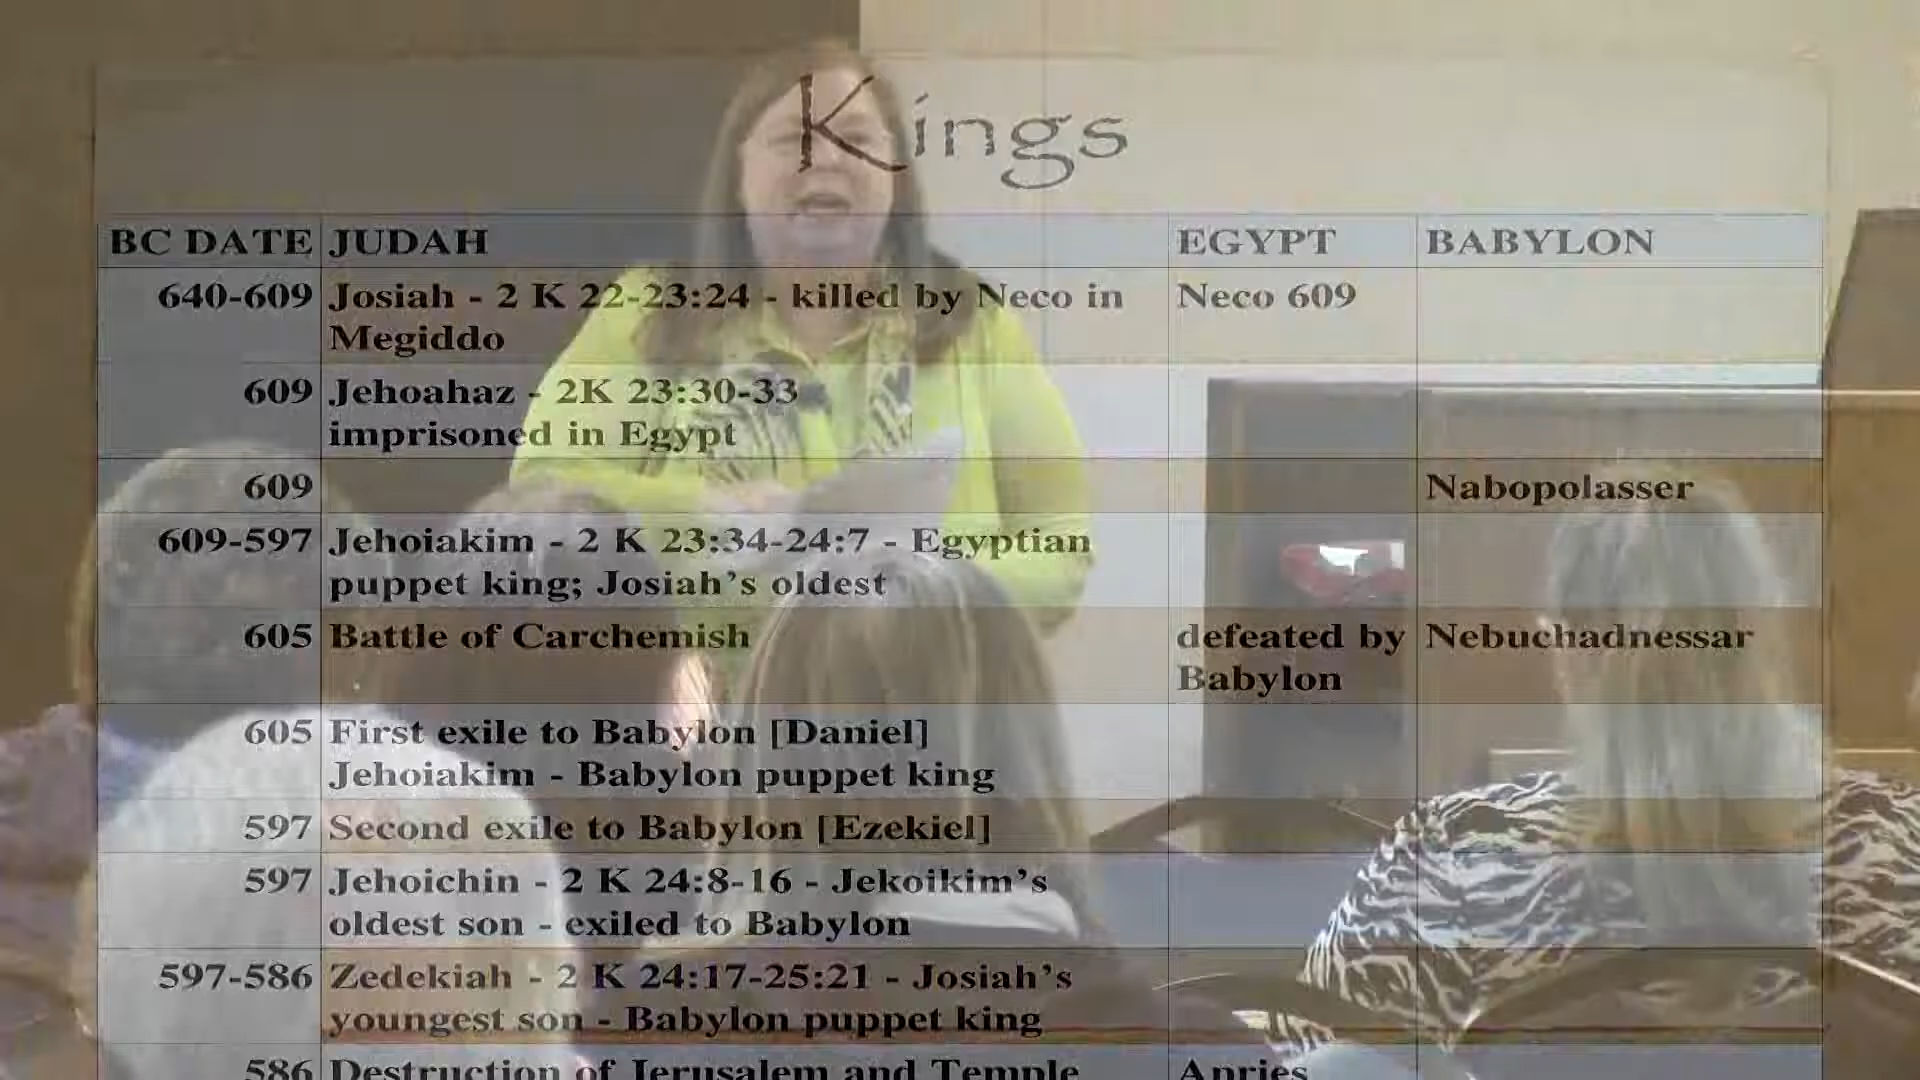 Kings
BC DATE JUDAH EGYPT BABYLON
640-609 Josiah - 2 K 22-23:24 - killed by Neco in Neco 609
Megiddo
609 Jehoahaz - 2K 23:30-33
imprisoned in Egypt
609 Nabopolasser
609-597 Jehoiakim - 2 K 23:34-24:7 - Egyptian
puppet king; Josiah's oldest
605 Battle of Carchemish defeated by Nebuchadnessar
Babylon
605 First exile to Babylon [Daniel]
Jehoiakim - Babylon puppet king
597 Second exile to Babylon [Ezekiel]
597 Jehoichin - 2 K 24:8-16 - Jekoikim's
oldest son - exiled to Babylon
597-586 Zedekiah - 2 K 24:17-25:21 - Josiah's
youngest son - Babylon puppet king
586 Destruction of Jerusalem and Temple Apries